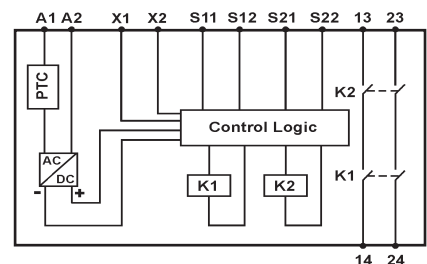 A1 A2 X1 X2 S11 S12 S21 S22 13 23
PTC
K2
Control Logic
AC
DC
- +
K1 K2
K1
14 24